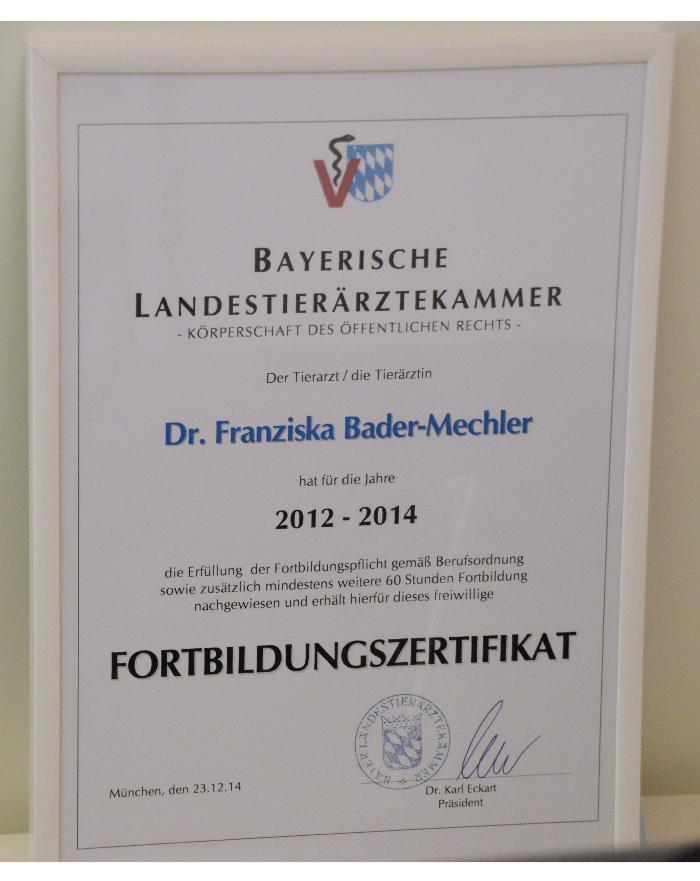 V
BAYERISCHE
LANDESTIERÄRZTEKAMMER
- KÖRPERSCHAFT DES ÖFFENTLICHEN RECHTS -
Der Tierarzt / die Tierärztin
Dr. Franziska Bader-Mechler
hat für die Jahre
2012 - 2014
die Erfüllung der Fortbildungspflicht gemäß Berufsordnung
sowie zusätzlich mindestens weitere 60 Stunden Fortbildung
nachgewiesen und erhält hierfür dieses freiwillige
FORTBILDUNGSZERTIFIKAT
BAYER. LANDESTIERÄRZTEKAMMER
München, den 23.12.14
Dr. Karl Eckart
Präsident